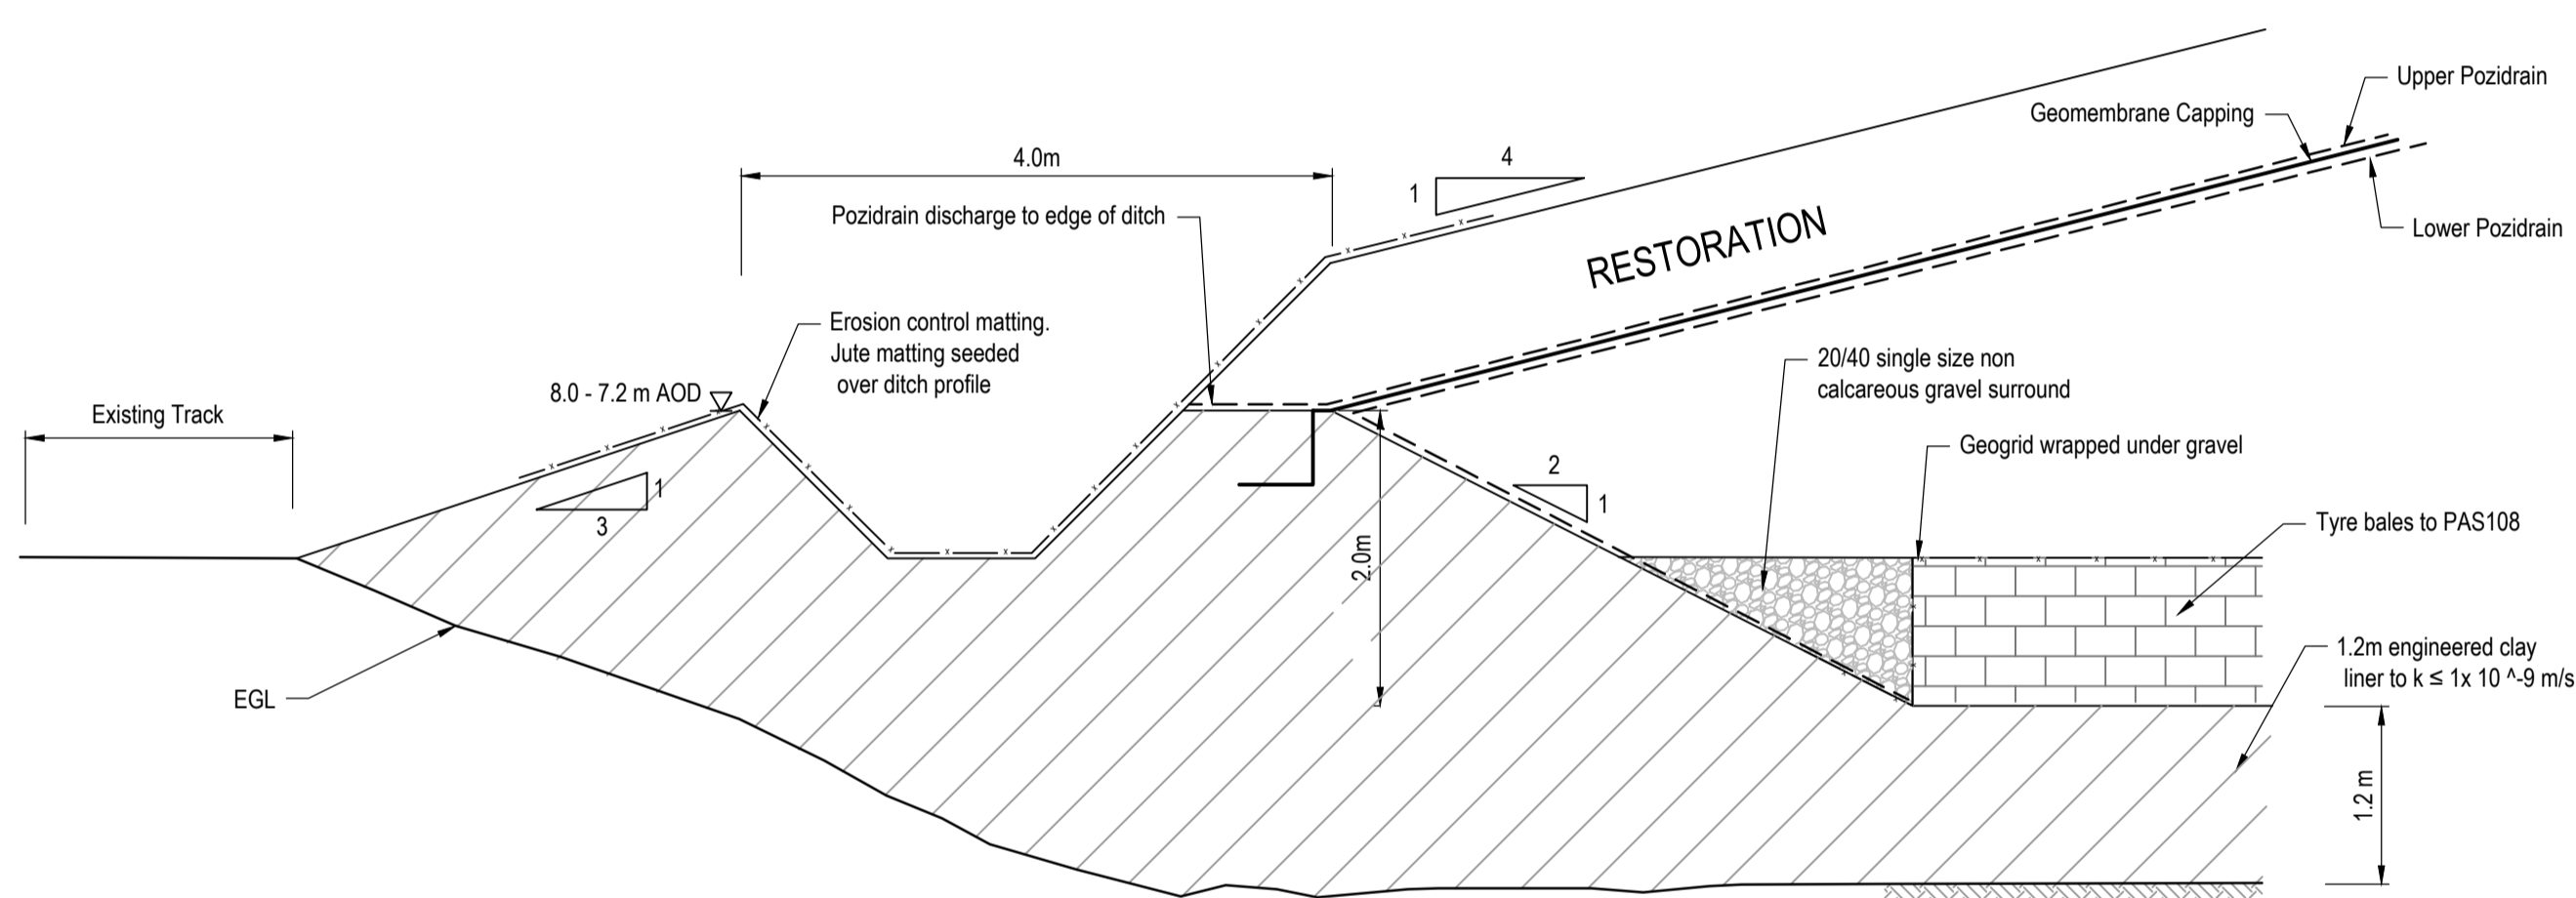 Upper Pozidrain
Geomembrane Capping
4.0m
4
1
Pozidrain discharge to edge of ditch
RESTORATION
Lower Pozidrain
Erosion control matting.
Jute matting seeded
over ditch profile
20/40 single size non
calcareous gravel surround
8.0 - 7.2 m AOD
Existing Track
Geogrid wrapped under gravel
2
1
1
3
2.0m
Tyre bales to PAS108
1.2m engineered clay
liner to k ≤ 1x 10 ^-9 m/s
EGL
1.2 m